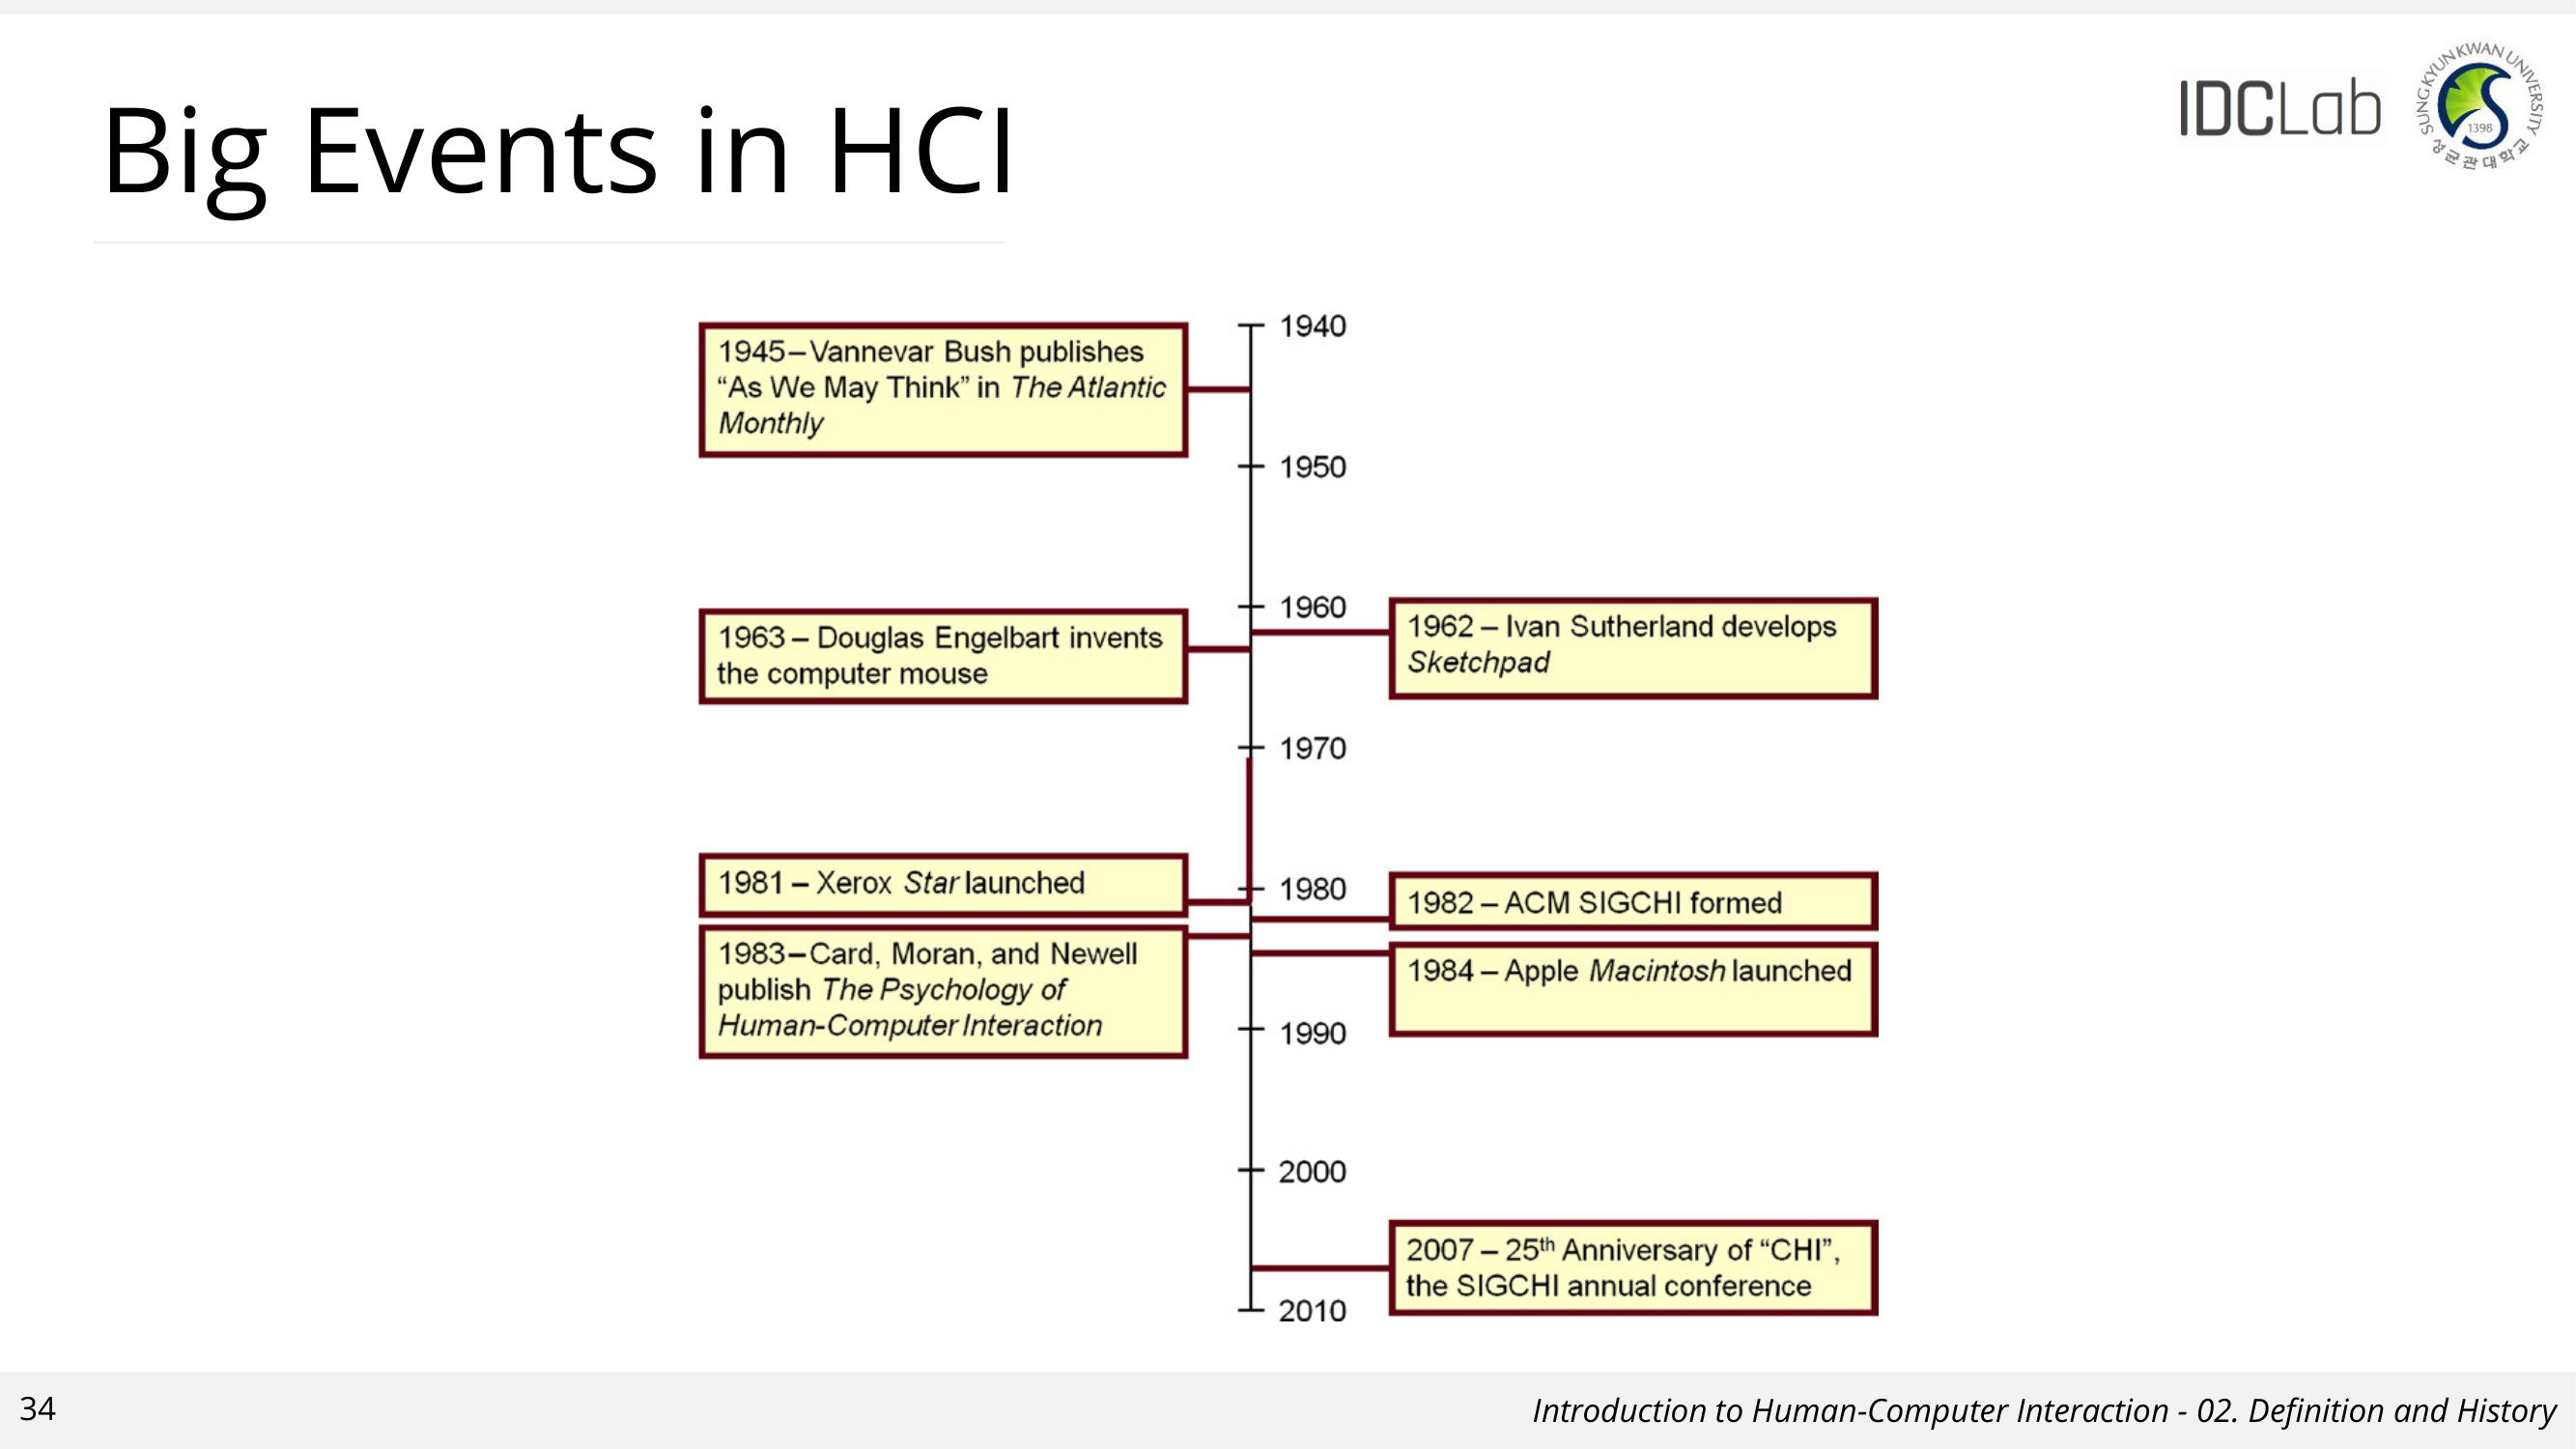 Big Events in HCI
IDCLab
SUNGKYUNKWAN UNIVERSITY
1398
성균관대학교
1940
1945–Vannevar Bush publishes
“As We May Think” in The Atlantic
Monthly
1950
1960
1962 – Ivan Sutherland develops
Sketchpad
1963 – Douglas Engelbart invents
the computer mouse
1970
1981 – Xerox Star launched
1980
1982 – ACM SIGCHI formed
1983–Card, Moran, and Newell
publish The Psychology of
Human-Computer Interaction
1984 – Apple Macintosh launched
1990
2000
2007 – 25th Anniversary of “CHI”,
the SIGCHI annual conference
2010
34
Introduction to Human-Computer Interaction - 02. Definition and History